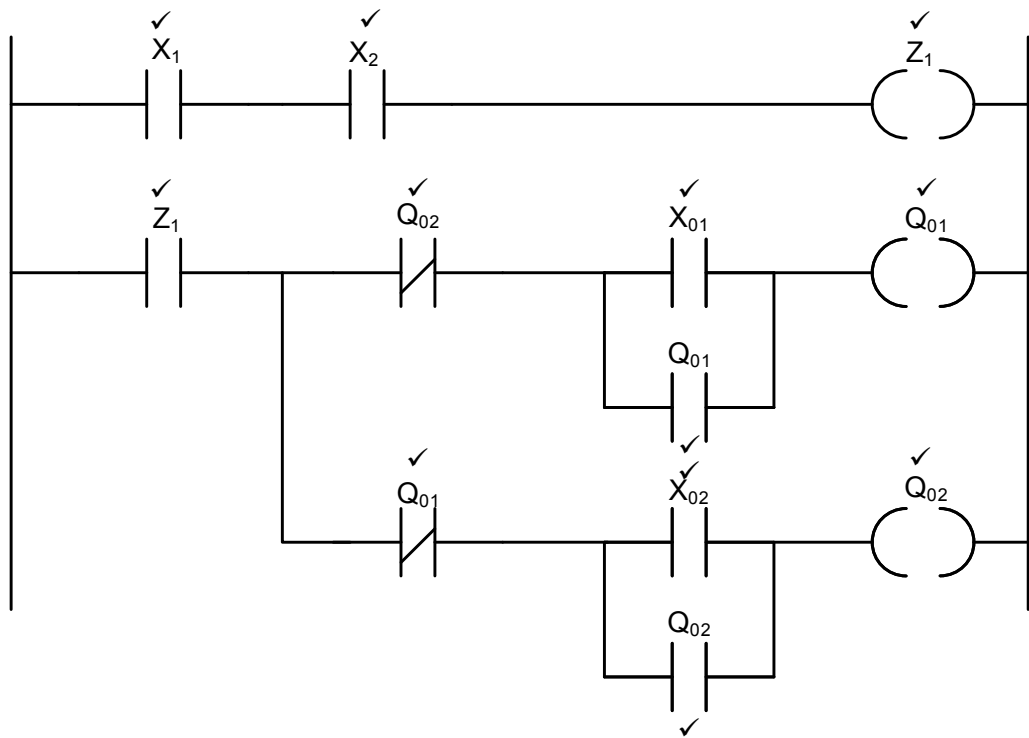 ✓ ✓ ✓
X₁ X₂ Z₁
✓ ✓ ✓ ✓
Z₁ Q₀₂ X₀₁ Q₀₁
Q₀₁
✓
✓ ✓ ✓
Q₀₁ X₀₂ Q₀₂
Q₀₂
✓